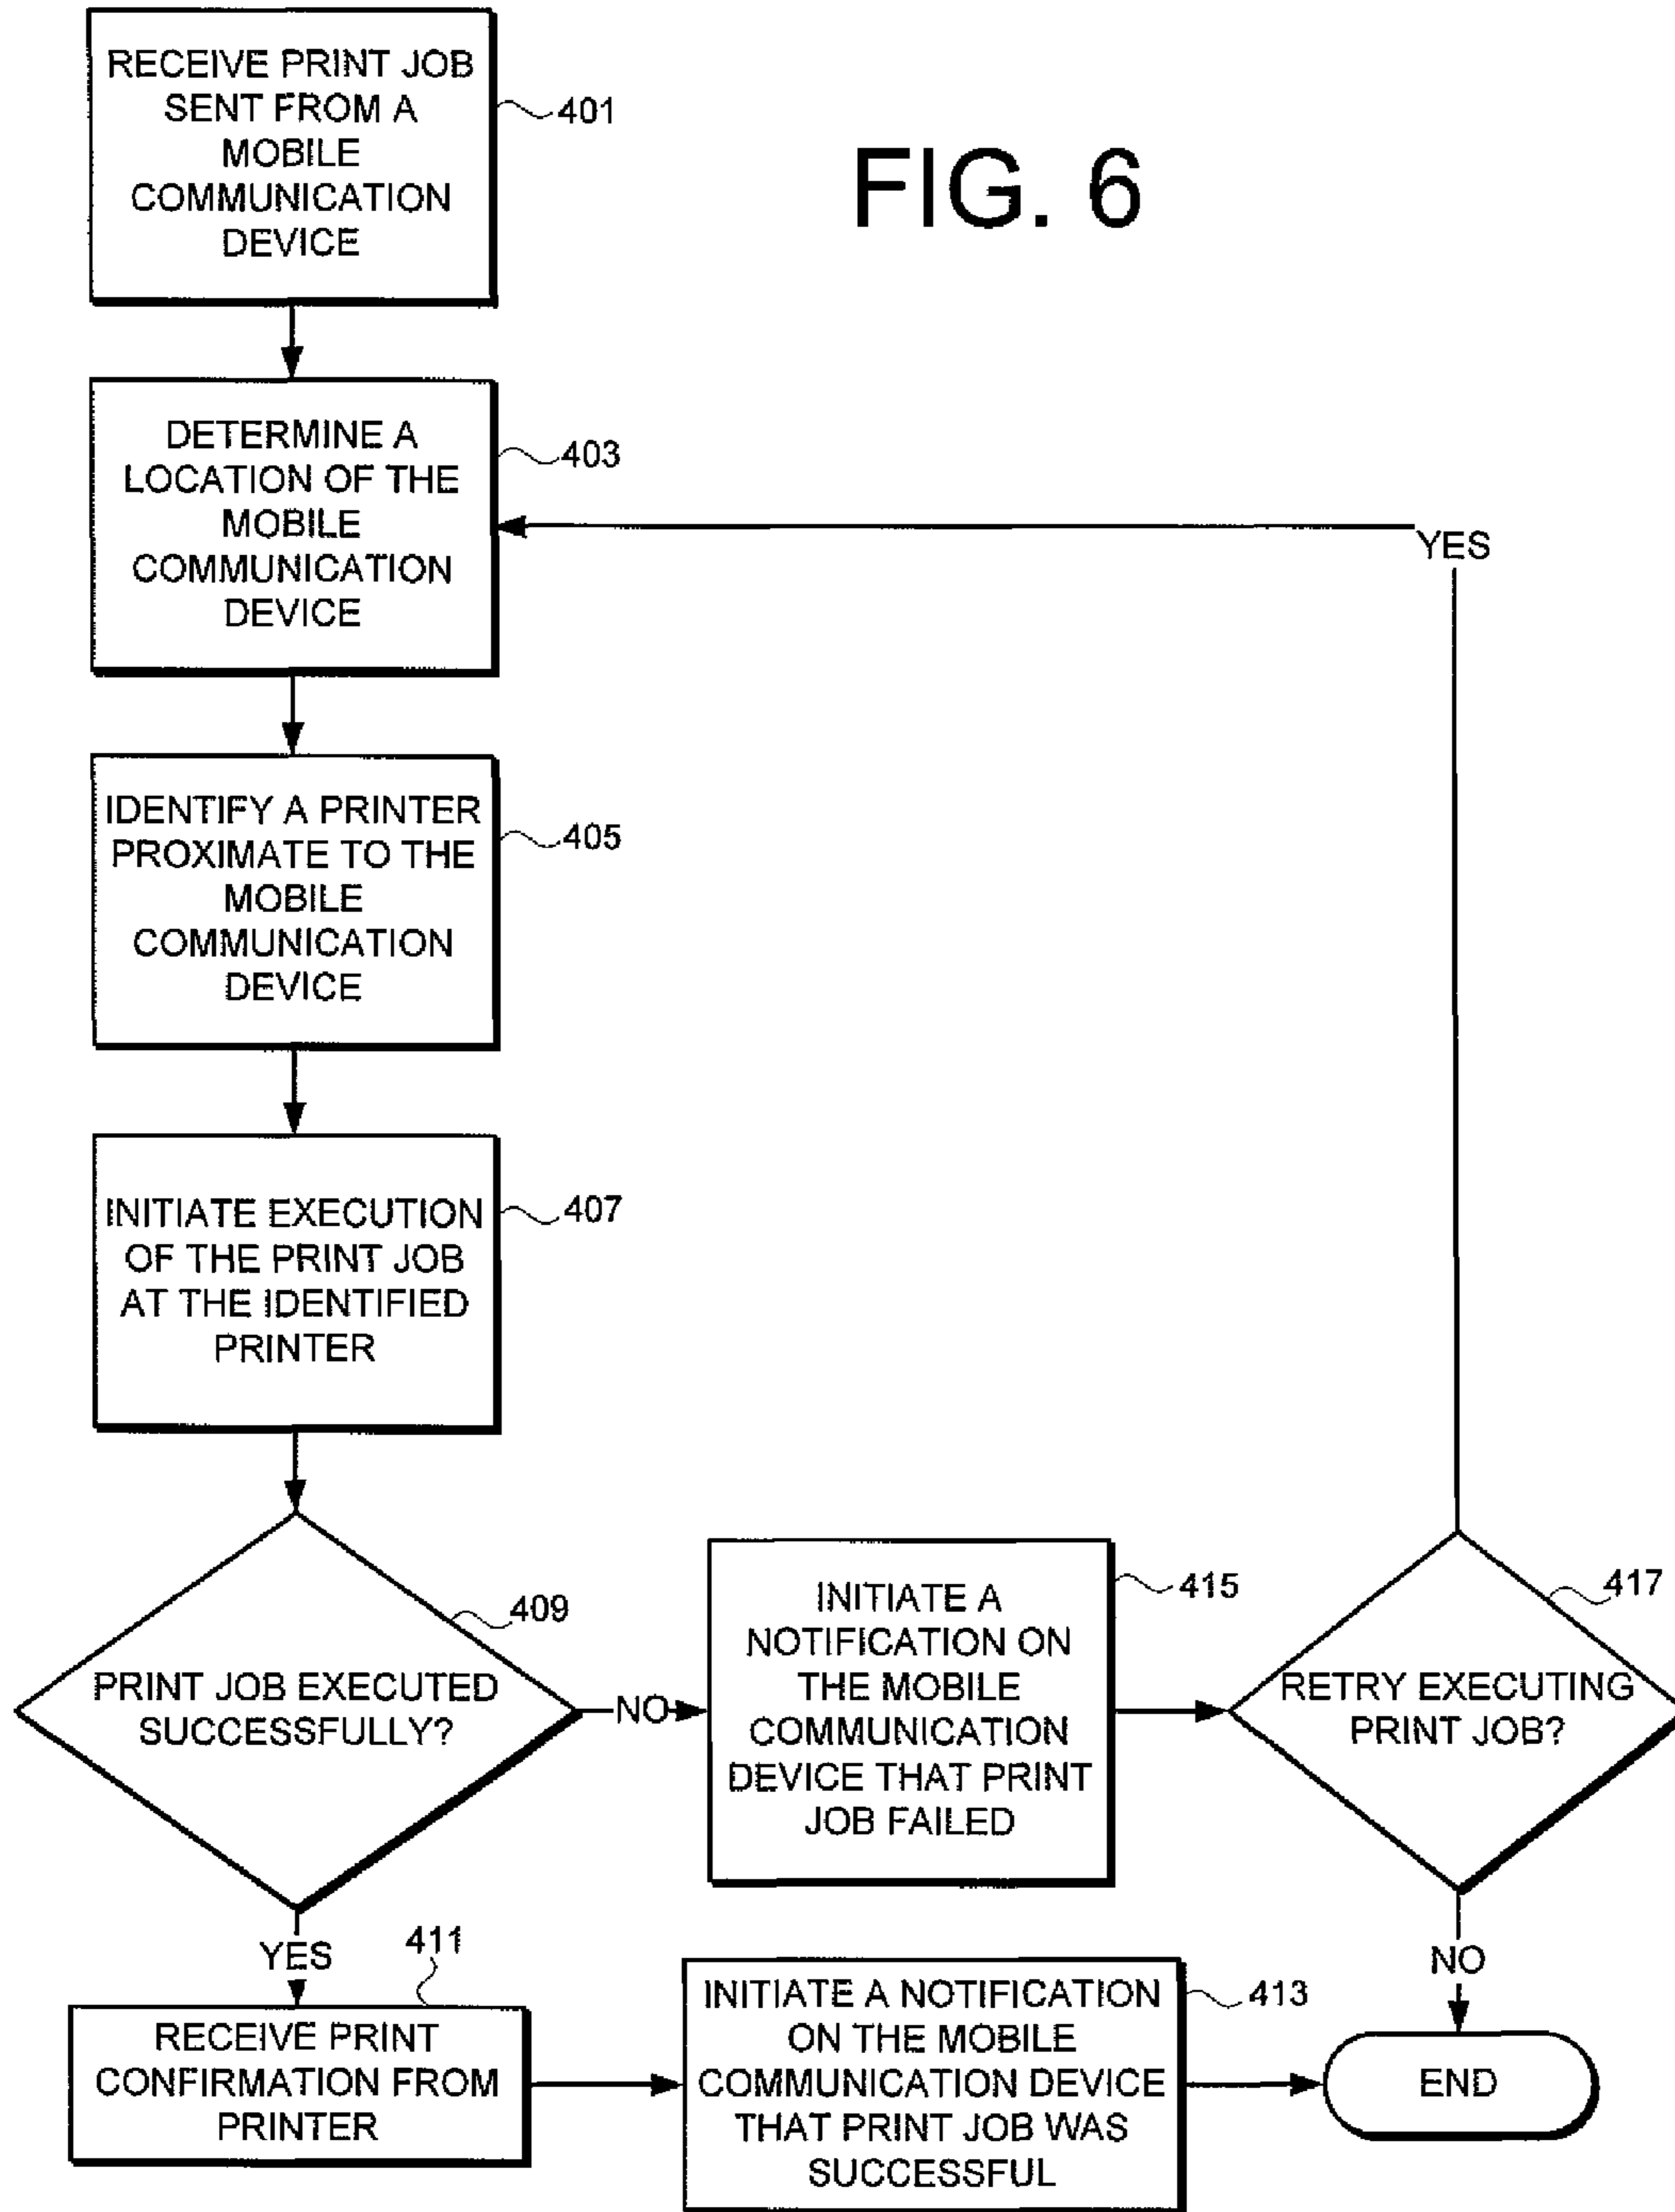 FIG. 6
RECEIVE PRINT JOB
SENT FROM A
MOBILE
COMMUNICATION
DEVICE
401
DETERMINE A
LOCATION OF THE
MOBILE
COMMUNICATION
DEVICE
403
IDENTIFY A PRINTER
PROXIMATE TO THE
MOBILE
COMMUNICATION
DEVICE
405
INITIATE EXECUTION
OF THE PRINT JOB
AT THE IDENTIFIED
PRINTER
407
PRINT JOB EXECUTED
SUCCESSFULLY?
409
NO
INITIATE A
NOTIFICATION ON
THE MOBILE
COMMUNICATION
DEVICE THAT PRINT
JOB FAILED
415
RETRY EXECUTING
PRINT JOB?
417
YES
NO
YES
RECEIVE PRINT
CONFIRMATION FROM
PRINTER
411
INITIATE A NOTIFICATION
ON THE MOBILE
COMMUNICATION DEVICE
THAT PRINT JOB WAS
SUCCESSFUL
413
END